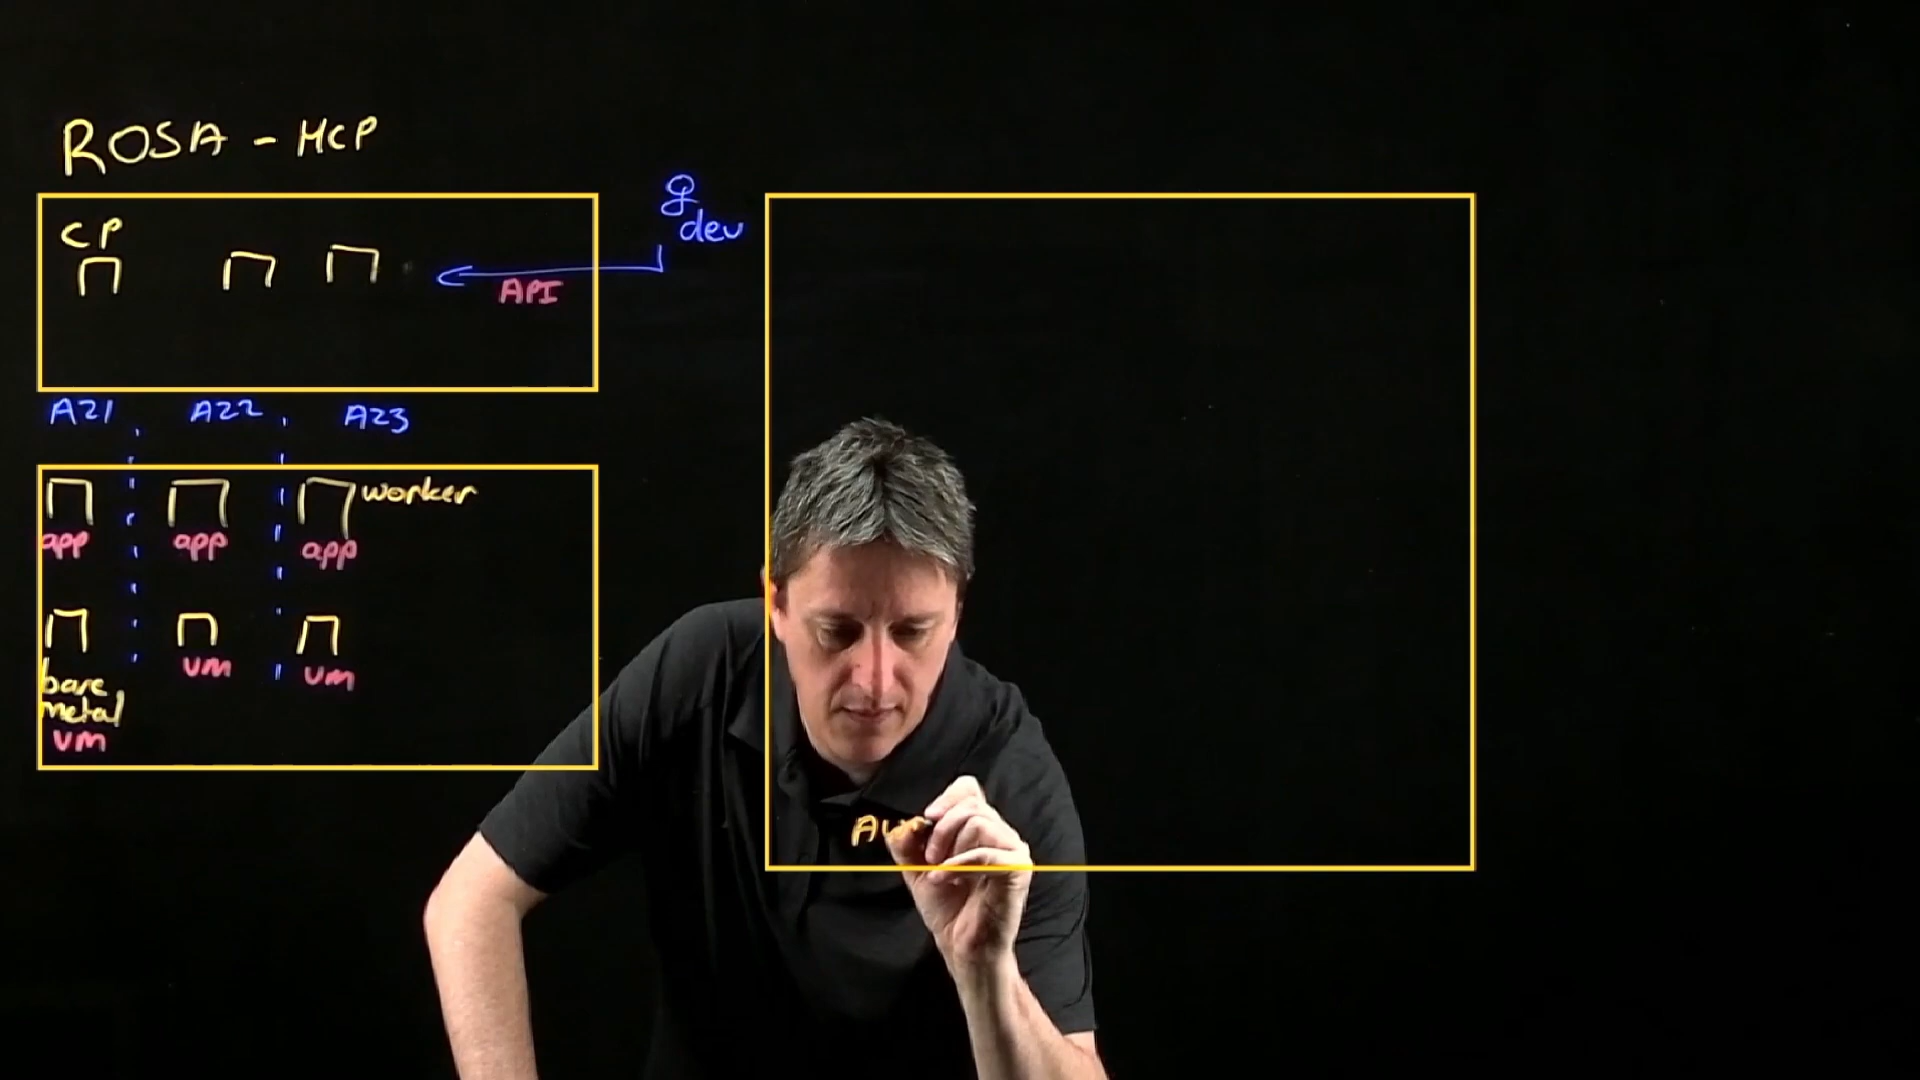 ROSA - HCP
CP
dev
API
AZ1 AZ2 AZ3
worker
app app app
bare
metal
vm vm
vm